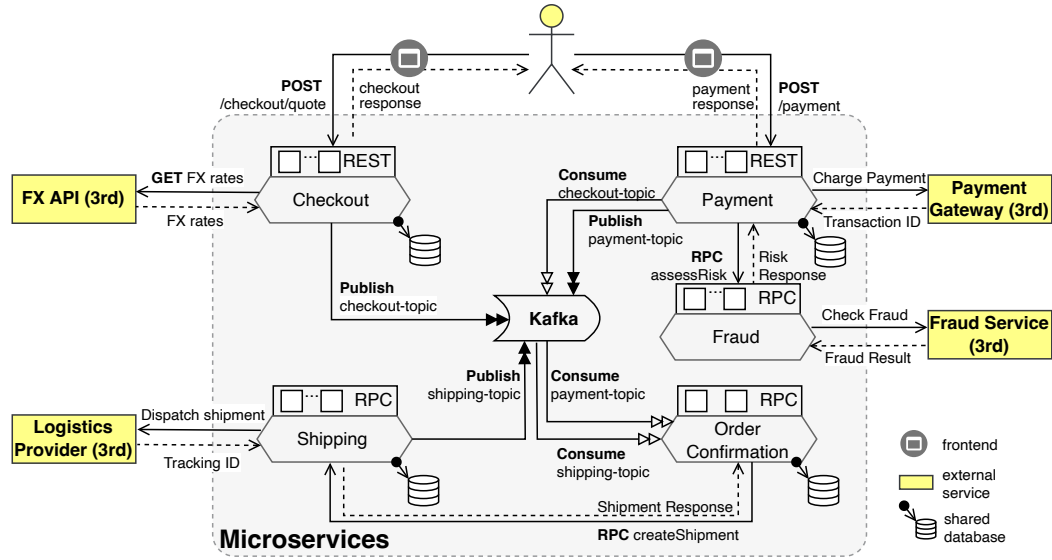 POST
/checkout/quote
checkout
response
payment
response
POST
/payment
REST
Checkout
GET FX rates
FX API (3rd)
FX rates
Consume
checkout-topic
Publish
payment-topic
REST
Payment
Charge Payment
Payment
Gateway (3rd)
Transaction ID
RPC
assessRisk
Risk
Response
Publish
checkout-topic
Kafka
RPC
Fraud
Check Fraud
Fraud Service
(3rd)
Fraud Result
Publish
shipping-topic
Consume
payment-topic
RPC
Shipping
Dispatch shipment
Logistics
Provider (3rd)
Tracking ID
RPC
Order
Confirmation
Consume
shipping-topic
Shipment Response
RPC createShipment
Microservices
frontend
external
service
shared
database